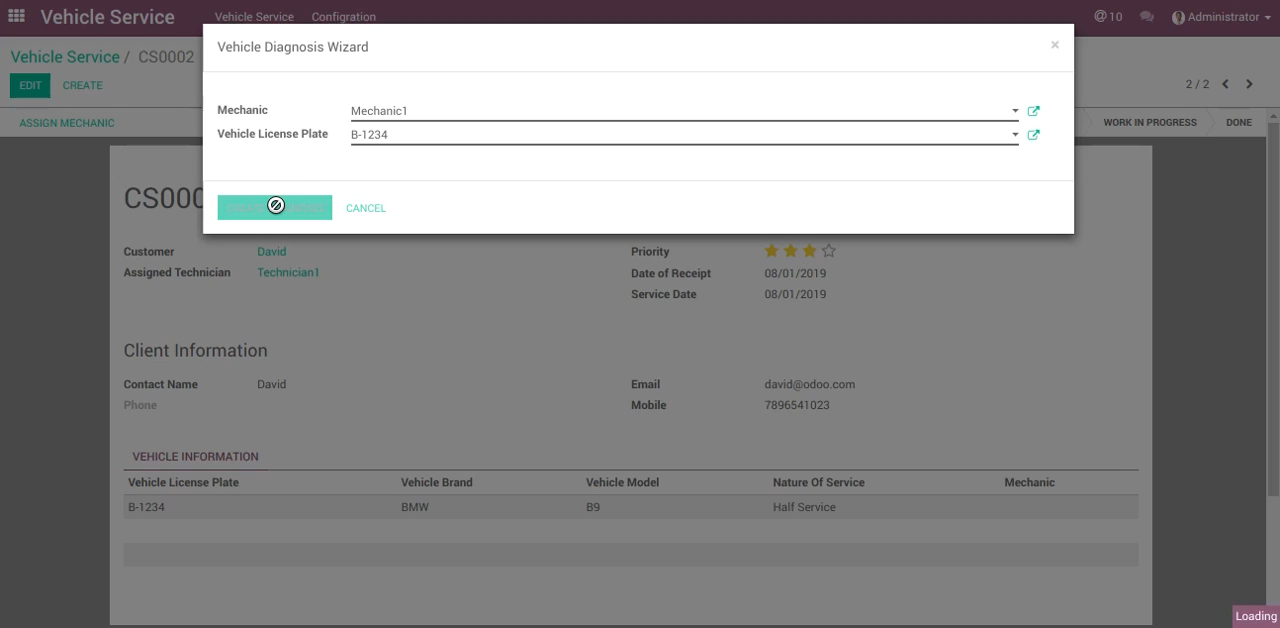 Vehicle Service Vehicle Service Configration @ 10 Administrator
Vehicle Diagnosis Wizard ×
Vehicle Service / CS0002
EDIT CREATE 2 / 2
Mechanic Mechanic1
ASSIGN MECHANIC WORK IN PROGRESS DONE
Vehicle License Plate B-1234
CS000
CANCEL
Customer David Priority
Assigned Technician Technician1 Date of Receipt 08/01/2019
Service Date 08/01/2019
Client Information
Contact Name David Email david@odoo.com
Phone Mobile 7896541023
VEHICLE INFORMATION
Vehicle License Plate Vehicle Brand Vehicle Model Nature Of Service Mechanic
B-1234 BMW B9 Half Service
Loading